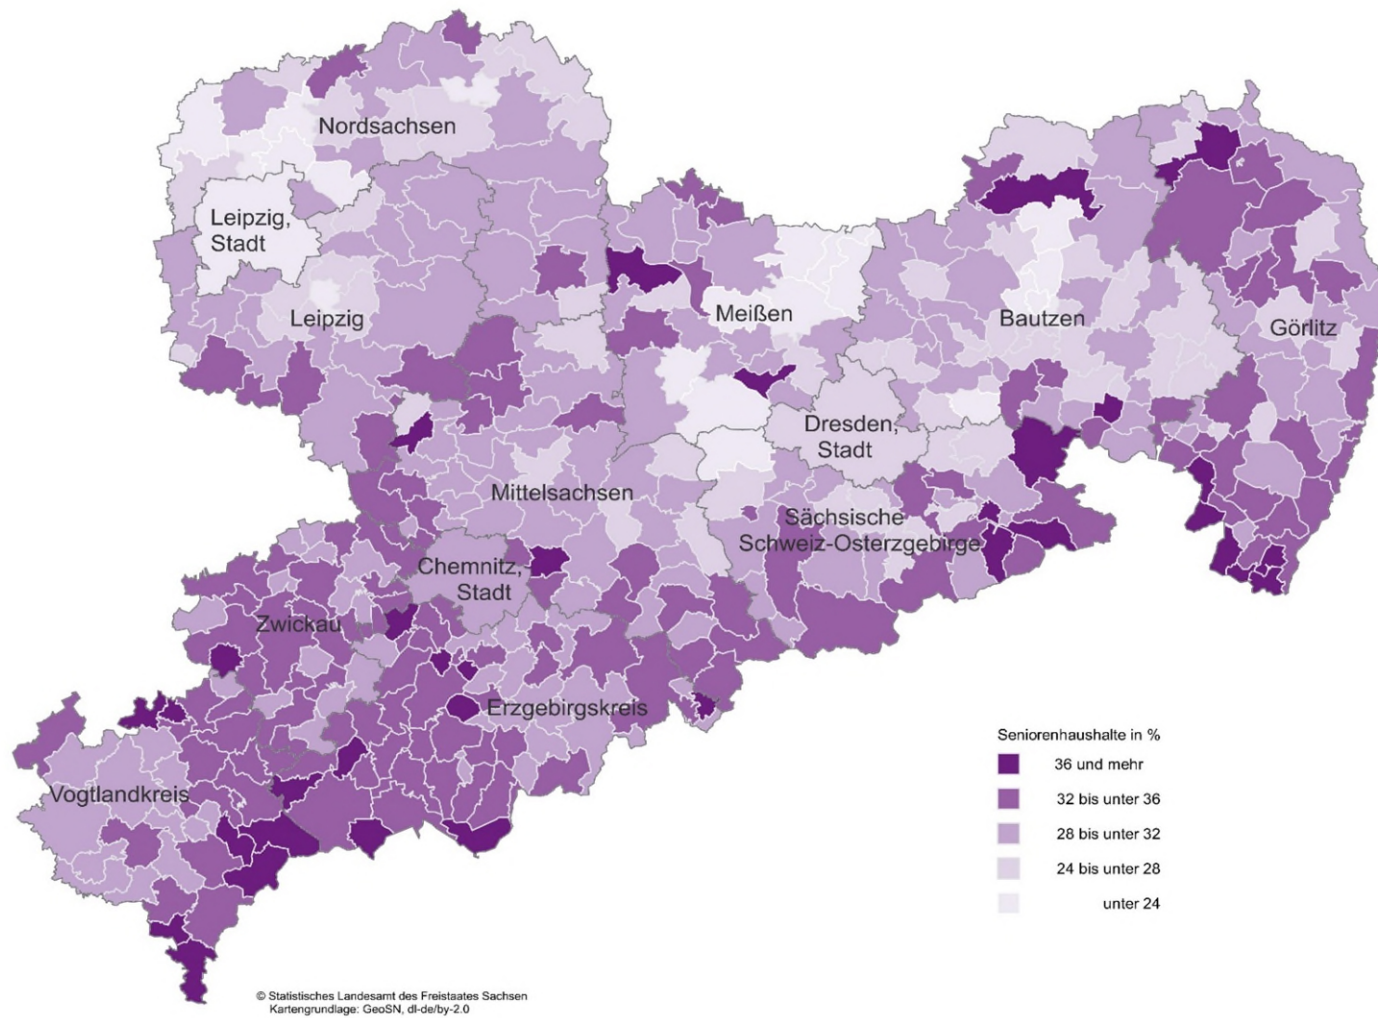 Nordsachsen
Leipzig,
Stadt
Leipzig
Meißen
Bautzen
Görlitz
Dresden,
Stadt
Mittelsachsen
Sächsische
Schweiz-Osterzgebirge
Chemnitz,
Stadt
Zwickau
Erzgebirgskreis
Vogtlandkreis
Seniorenhaushalte in %
36 und mehr
32 bis unter 36
28 bis unter 32
24 bis unter 28
unter 24
© Statistisches Landesamt des Freistaates Sachsen
Kartengrundlage: GeoSN, dl-de/by-2.0